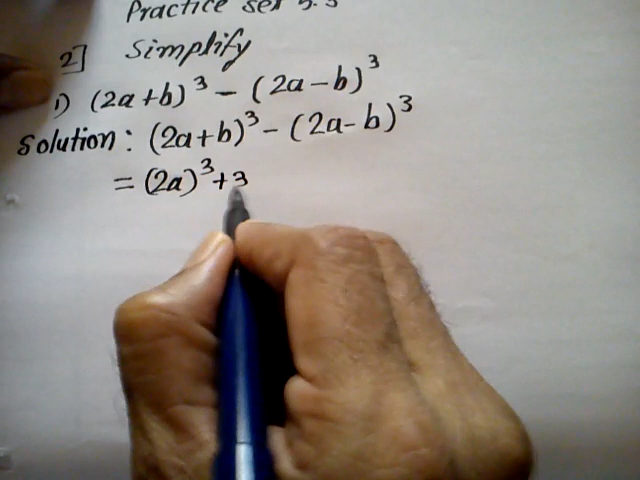 Practice set 5.3
2] Simplify
1) (2a+b)³ – (2a–b)³
Solution: (2a+b)³ – (2a-b)³
= (2a)³+3